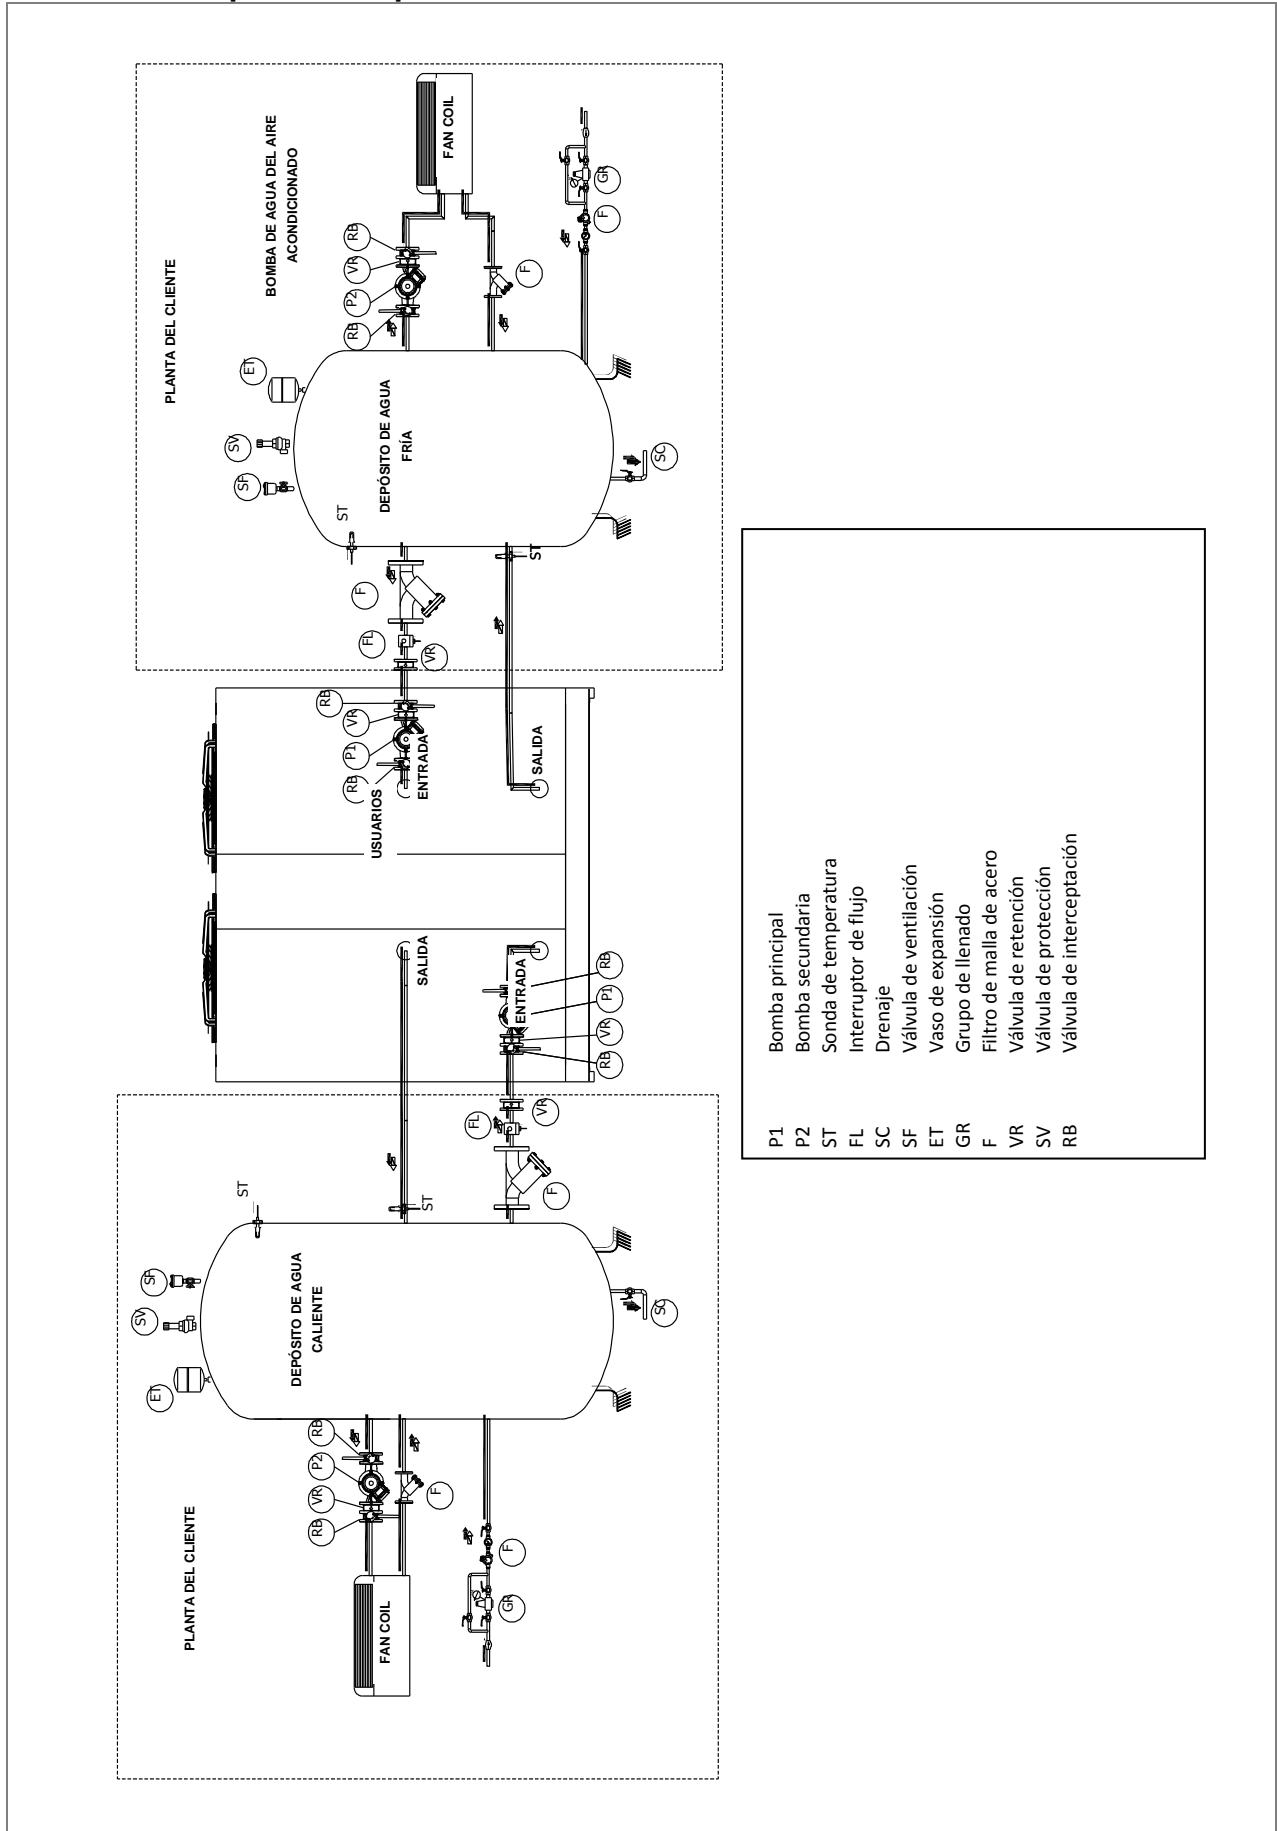 PLANTA DEL CLIENTE
BOMBA DE AGUA DEL AIRE
ACONDICIONADO
FAN COIL
GR
F
RB
VR
P2
RB
F
ET
SV
SF
DEPÓSITO DE AGUA
FRÍA
ST
SC
ST
F
FL
VR
RB
VR
P1
RB
USUARIOS
ENTRADA
SALIDA
SALIDA
ENTRADA
RB
P1
VR
RB
FL
VR
F
ST
ST
SF
SV
ET
DEPÓSITO DE AGUA
CALIENTE
SC
RB
P2
VR
RB
F
PLANTA DEL CLIENTE
FAN COIL
F
GR
P1 Bomba principal
P2 Bomba secundaria
ST Sonda de temperatura
FL Interruptor de flujo
SC Drenaje
SF Válvula de ventilación
ET Vaso de expansión
GR Grupo de llenado
F Filtro de malla de acero
VR Válvula de retención
SV Válvula de protección
RB Válvula de interceptación